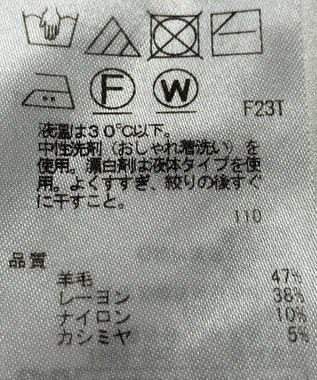 F W F23T
液温は30℃以下。
中性洗剤（おしゃれ着洗い）を
使用。漂白剤は液体タイプを使
用。よくすすぎ、絞りの後すぐ
に干すこと。
110
品質
羊毛 47%
レーヨン 38%
ナイロン 10%
カシミヤ 5%